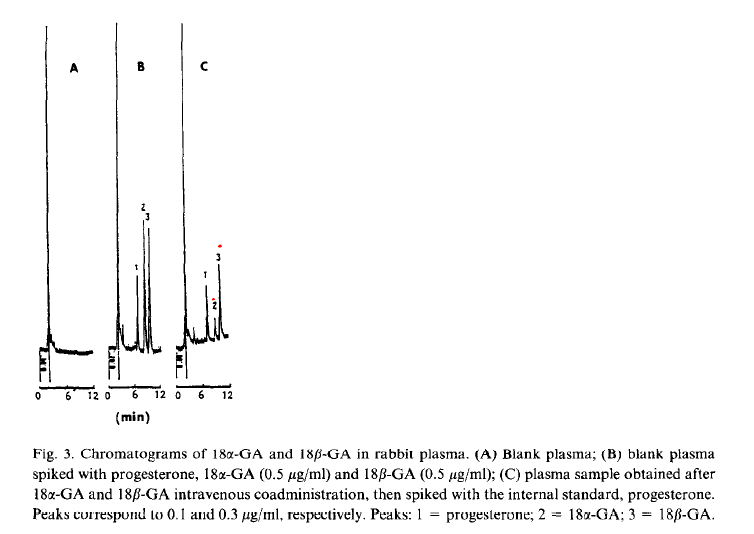 A B C
2
3
1
1
2
3
0 6 12 0 6 12 0 6 12
(min)
Fig. 3. Chromatograms of 18α-GA and 18β-GA in rabbit plasma. (A) Blank plasma; (B) blank plasma
spiked with progesterone, 18α-GA (0.5 μg/ml) and 18β-GA (0.5 μg/ml); (C) plasma sample obtained after
18α-GA and 18β-GA intravenous coadministration, then spiked with the internal standard, progesterone.
Peaks correspond to 0.1 and 0.3 μg/ml, respectively. Peaks: 1 = progesterone; 2 = 18α-GA; 3 = 18β-GA.